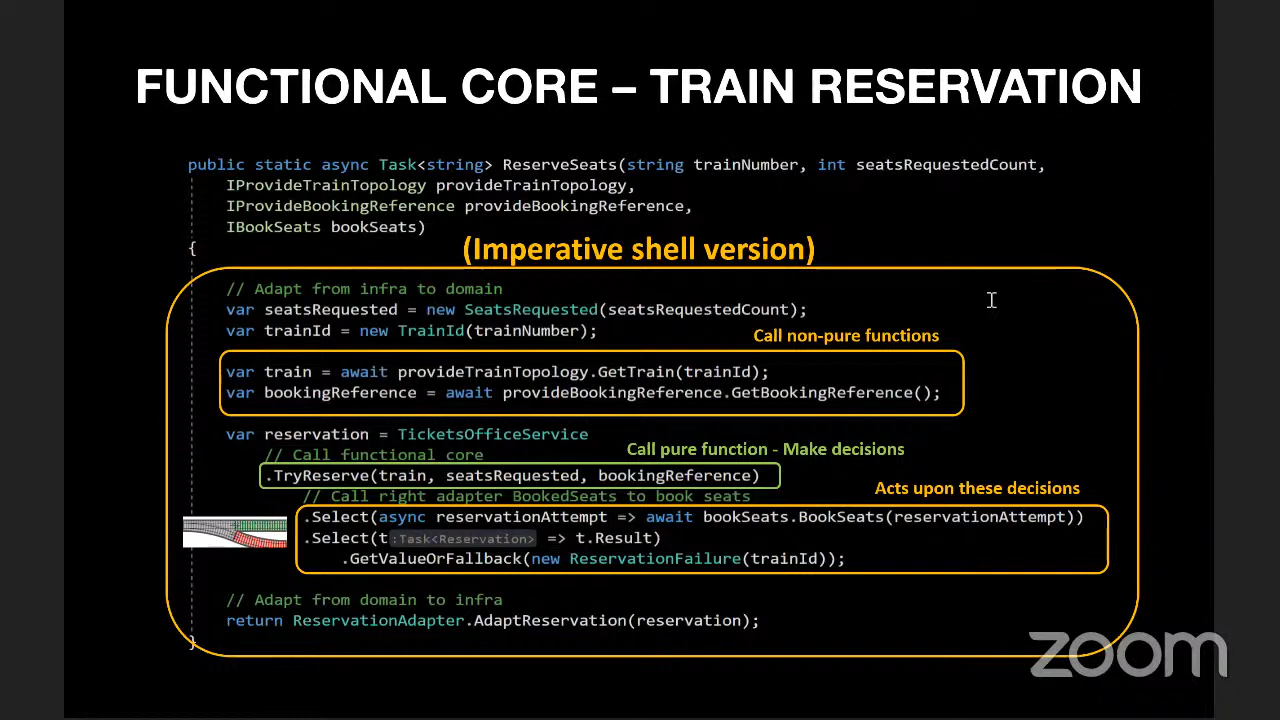 FUNCTIONAL CORE – TRAIN RESERVATION
public static async Task<string> ReserveSeats(string trainNumber, int seatsRequestedCount,
IProvideTrainTopology provideTrainTopology,
IProvideBookingReference provideBookingReference,
IBookSeats bookSeats)
{
(Imperative shell version)
// Adapt from infra to domain
var seatsRequested = new SeatsRequested(seatsRequestedCount);
var trainId = new TrainId(trainNumber);
Call non-pure functions
var train = await provideTrainTopology.GetTrain(trainId);
var bookingReference = await provideBookingReference.GetBookingReference();
var reservation = TicketsOfficeService
// Call functional core
Call pure function - Make decisions
.TryReserve(train, seatsRequested, bookingReference)
// Call right adapter BookedSeats to book seats
Acts upon these decisions
.Select(async reservationAttempt => await bookSeats.BookSeats(reservationAttempt))
.Select(t:Task<Reservation> => t.Result)
.GetValueOrFallback(new ReservationFailure(trainId));
// Adapt from domain to infra
return ReservationAdapter.AdaptReservation(reservation);
}
zoom